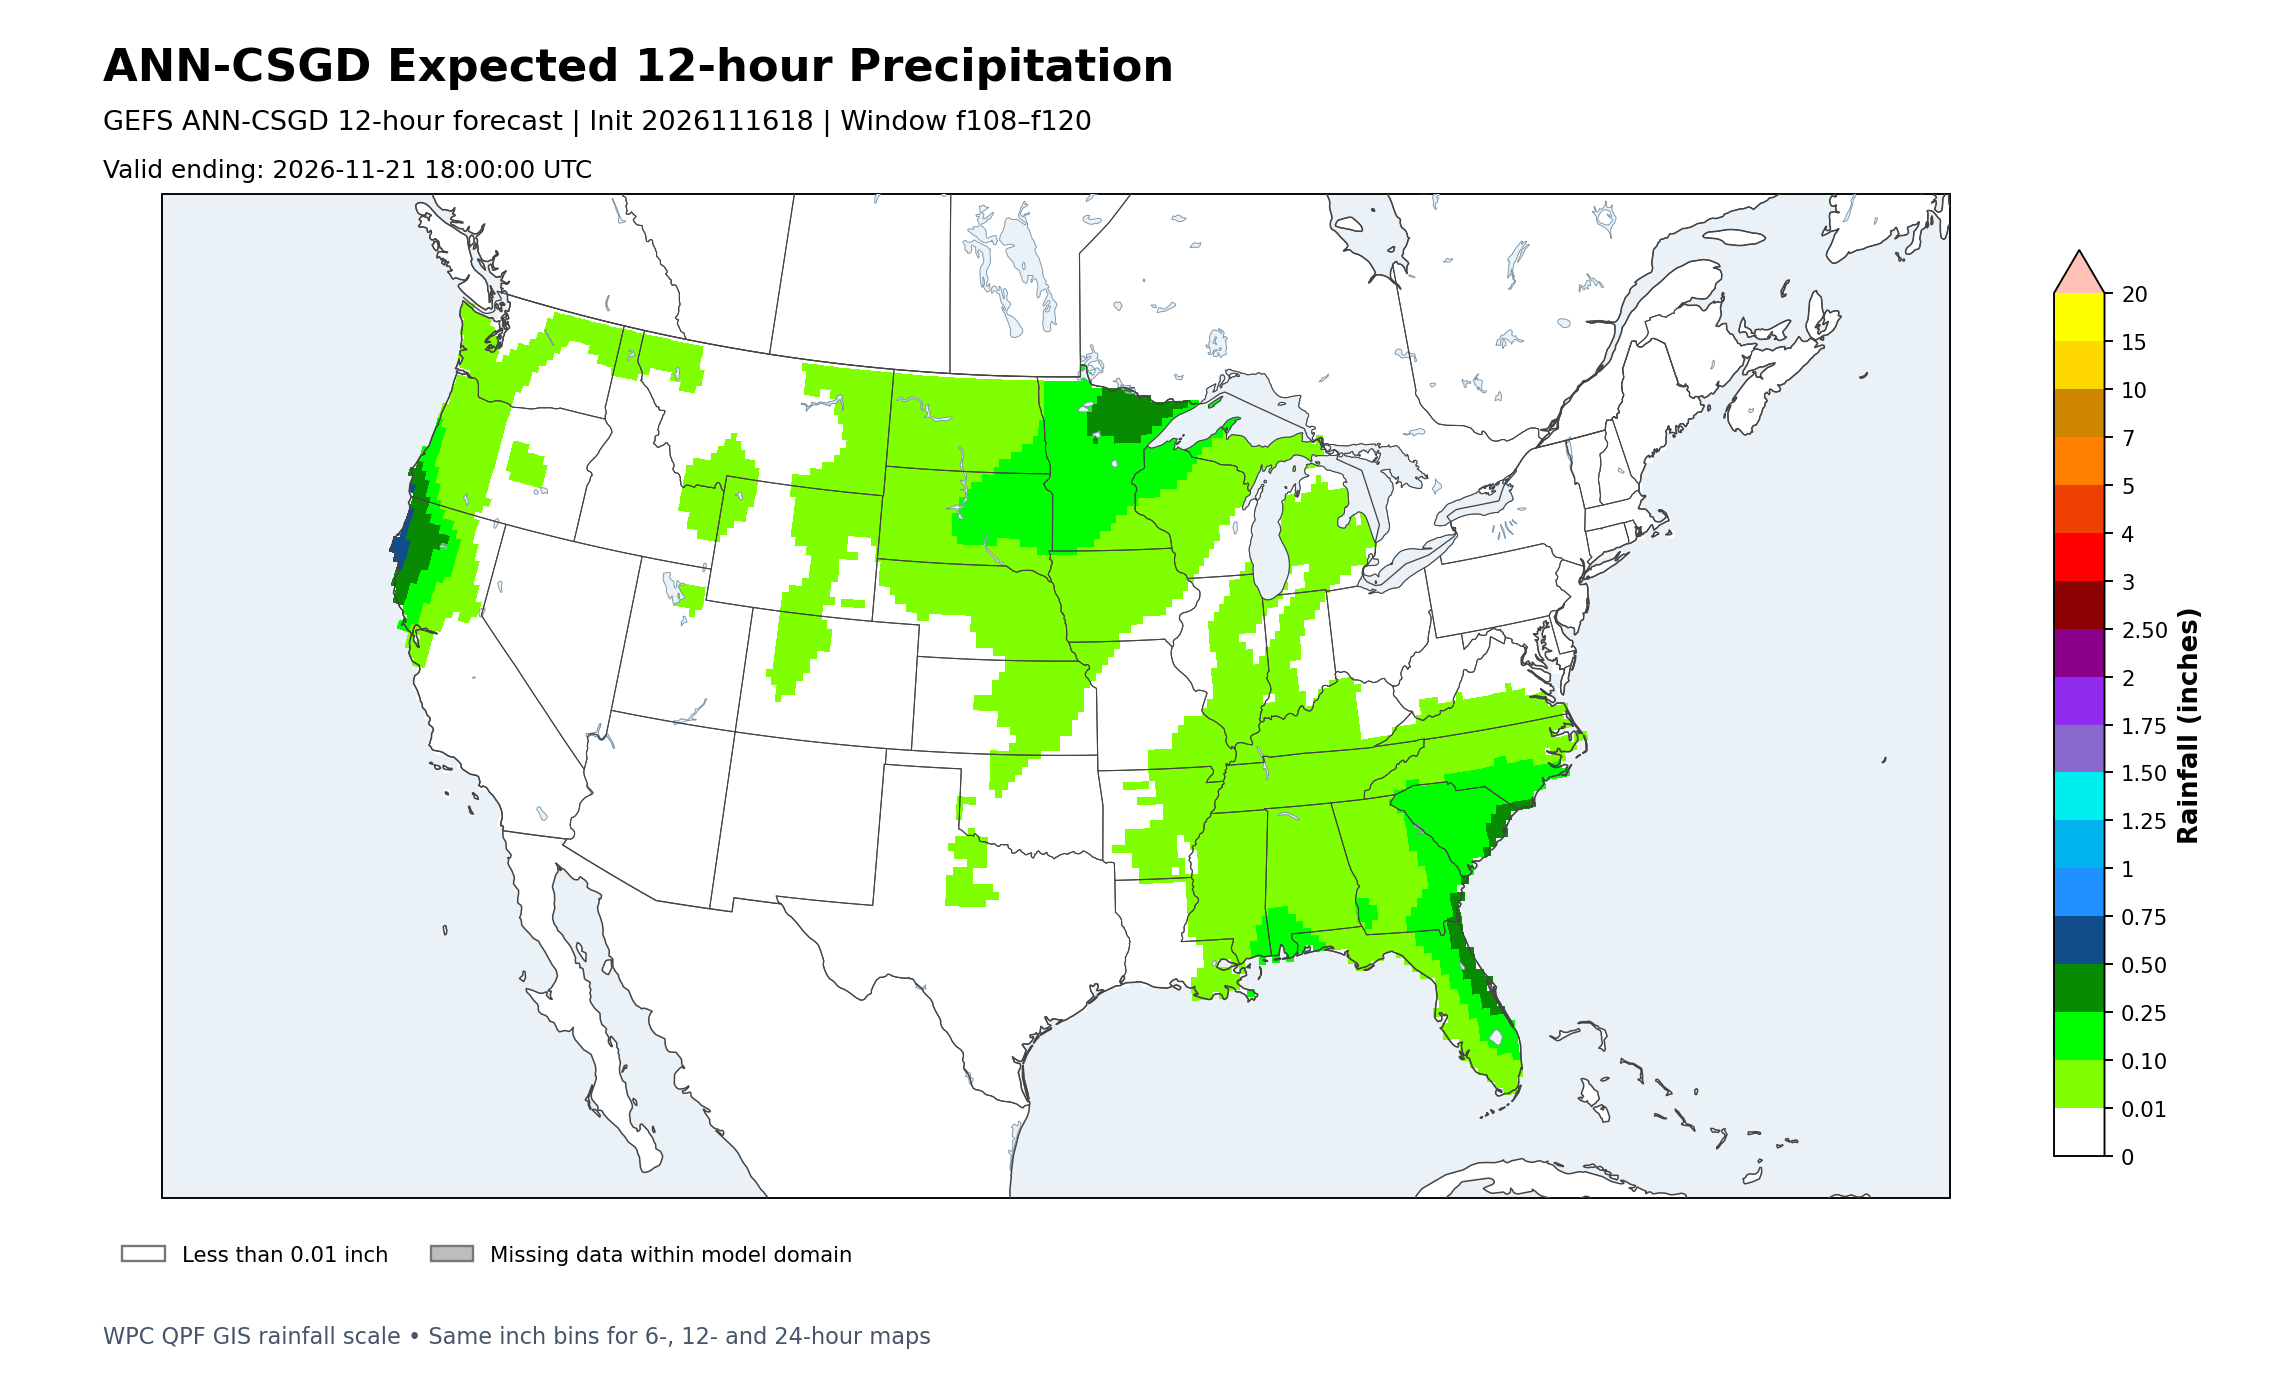 ANN-CSGD Expected 12-hour Precipitation
GEFS ANN-CSGD 12-hour forecast | Init 2026111618 | Window f108–f120
Valid ending: 2026-11-21 18:00:00 UTC
20
15
10
7
5
4
3
2.50
2
1.75
1.50
1.25
1
0.75
0.50
0.25
0.10
0.01
0
Rainfall (inches)
Less than 0.01 inch
Missing data within model domain
WPC QPF GIS rainfall scale • Same inch bins for 6-, 12- and 24-hour maps